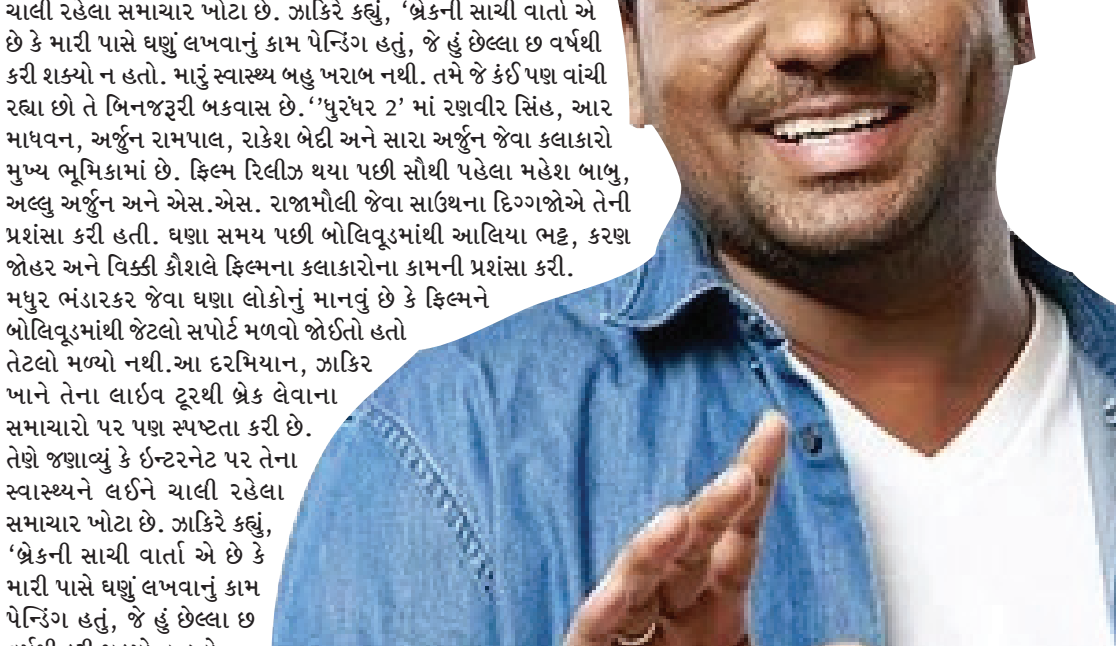 ચાલી રહેલા સમાચાર ખોટા છે. ઝાકિરે કહ્યું, ‘બ્રેકની સાચી વાર્તા એ
છે કે મારી પાસે ઘણું લખવાનું કામ પેન્ડિંગ હતું, જે હું છેલ્લા છ વર્ષથી
કરી શક્યો ન હતો. મારું સ્વાસ્થ્ય બહુ ખરાબ નથી. તમે જે કંઈ પણ વાંચી
રહ્યા છો તે બિનજરૂરી બકવાસ છે.‘’ધુરંધર 2’ માં રણવીર સિંહ, આર
માધવન, અર્જુન રામપાલ, રાકેશ બેદી અને સારા અર્જુન જેવા કલાકારો
મુખ્ય ભૂમિકામાં છે. ફિલ્મ રિલીઝ થયા પછી સૌથી પહેલા મહેશ બાબુ,
અલ્લુ અર્જુન અને એસ.એસ. રાજામૌલી જેવા સાઉથના દિગ્ગજોએ તેની
પ્રશંસા કરી હતી. ઘણા સમય પછી બોલિવૂડમાંથી આલિયા ભટ્ટ, કરણ
જોહર અને વિક્કી કૌશલે ફિલ્મના કલાકારોના કામની પ્રશંસા કરી.
મધુર ભંડારકર જેવા ઘણા લોકોનું માનવું છે કે ફિલ્મને
બોલિવૂડમાંથી જેટલો સપોર્ટ મળવો જોઈતો હતો
તેટલો મળ્યો નથી.આ દરમિયાન, ઝાકિર
ખાને તેના લાઇવ ટૂરથી બ્રેક લેવાના
સમાચારો પર પણ સ્પષ્ટતા કરી છે.
તેણે જણાવ્યું કે ઇન્ટરનેટ પર તેના
સ્વાસ્થ્યને લઈને ચાલી રહેલા
સમાચાર ખોટા છે. ઝાકિરે કહ્યું,
‘બ્રેકની સાચી વાર્તા એ છે કે
મારી પાસે ઘણું લખવાનું કામ
પેન્ડિંગ હતું, જે હું છેલ્લા છ